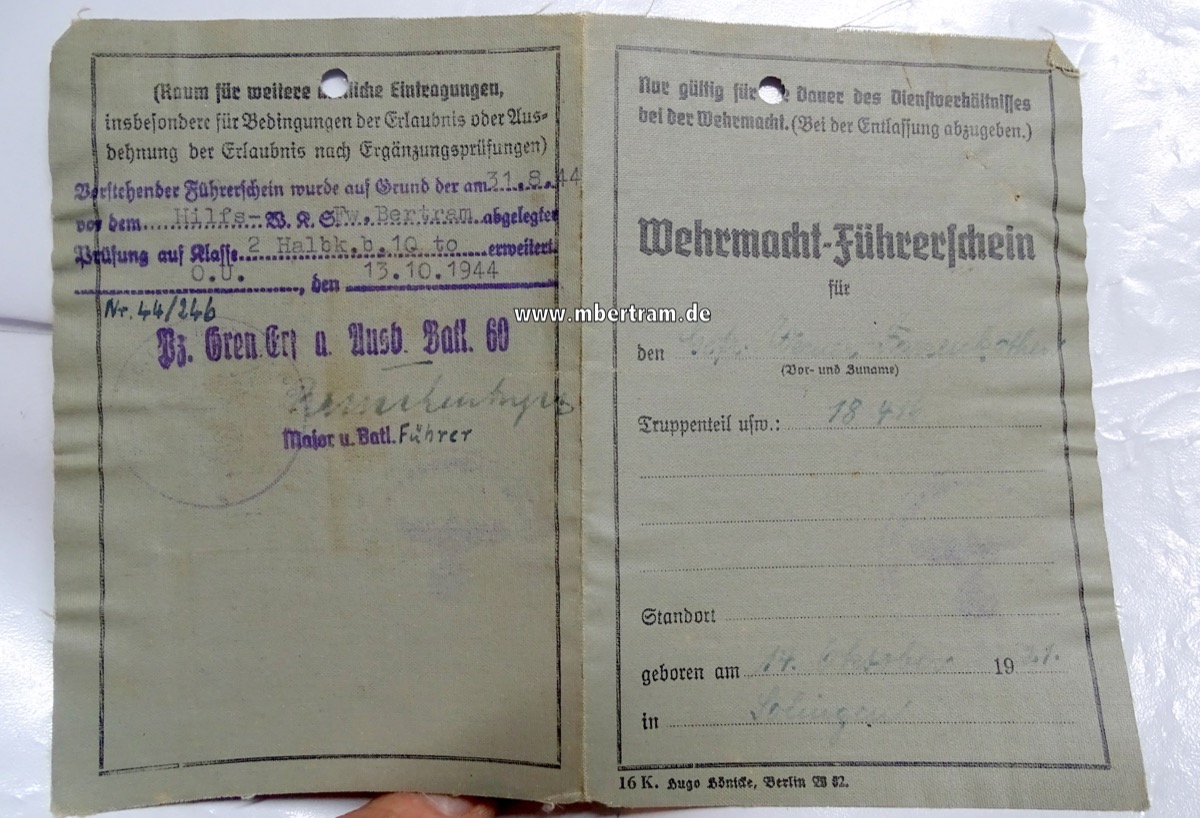 (Raum für weitere amtliche Eintragungen,
insbesondere für Bedingungen der Erlaubnis oder Aus-
dehnung der Erlaubnis nach Ergänzungsprüfungen)
Vorstehender Führerschein wurde auf Grund der am 31.8.44
vor dem Hilfs-W. K. S Fw. Bertram abgelegten
Prüfung auf Klasse 2 Halbk.b.10 to erweitert.
O.U. , den 13.10.1944
Nr. 44/246
Pz. Gren. Ers u. Ausb. Batl. 60
Major u. Batl. Führer
Nur gültig für die Dauer des Dienstverhältnisses
bei der Wehrmacht. (Bei der Entlassung abzugeben.)
Wehrmacht-Führerschein
für
den
(Vor- und Zuname)
Truppenteil usw.: 18
Standort
geboren am 14. 19 21.
in Solingen
16 K. Hugo Hönicke, Berlin W 62.
www.mbertram.de